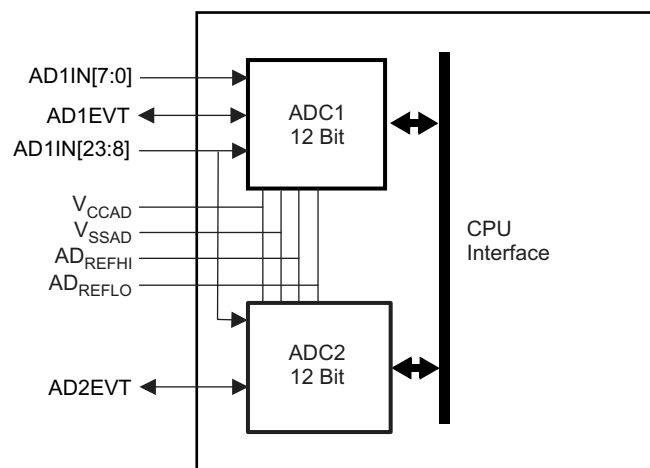 AD1IN[7:0]
AD1EVT
AD1IN[23:8]
VCCAD
VSSAD
ADREFHI
ADREFLO
AD2EVT
ADC1
12 Bit
ADC2
12 Bit
CPU
Interface